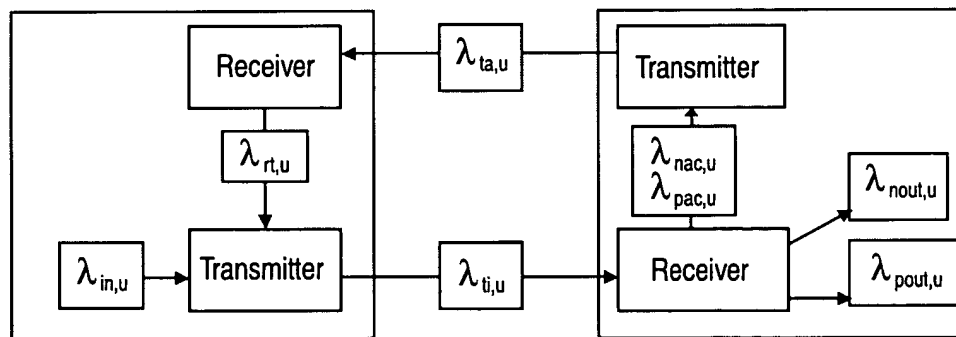 Receiver
λta,u
Transmitter
λrt,u
λnac,u
λpac,u
λnout,u
λin,u
Transmitter
λti,u
Receiver
λpout,u